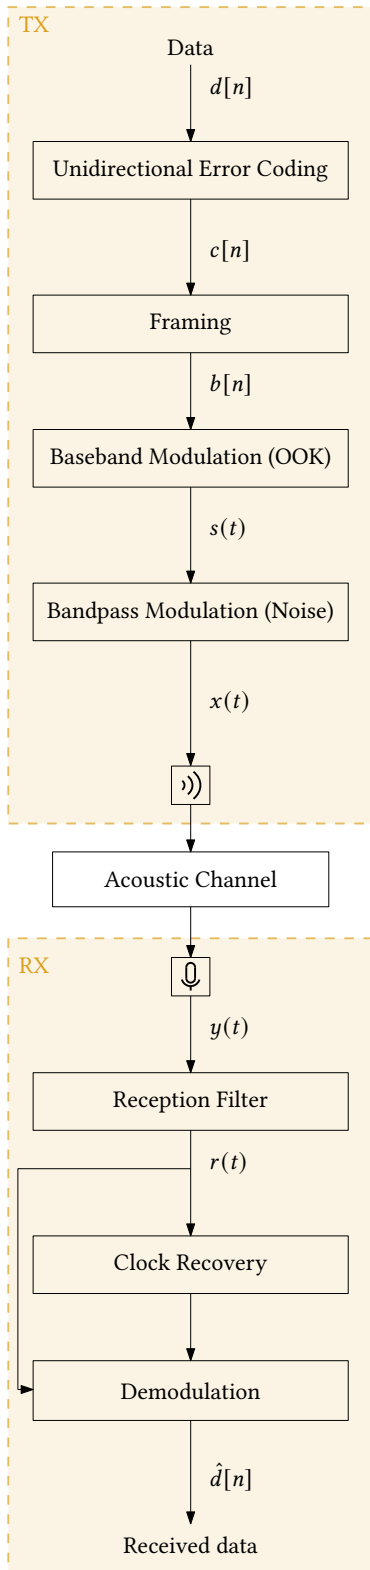 TX
Data
d[n]
Unidirectional Error Coding
c[n]
Framing
b[n]
Baseband Modulation (OOK)
s(t)
Bandpass Modulation (Noise)
x(t)
Acoustic Channel
RX
y(t)
Reception Filter
r(t)
Clock Recovery
Demodulation
d̂[n]
Received data